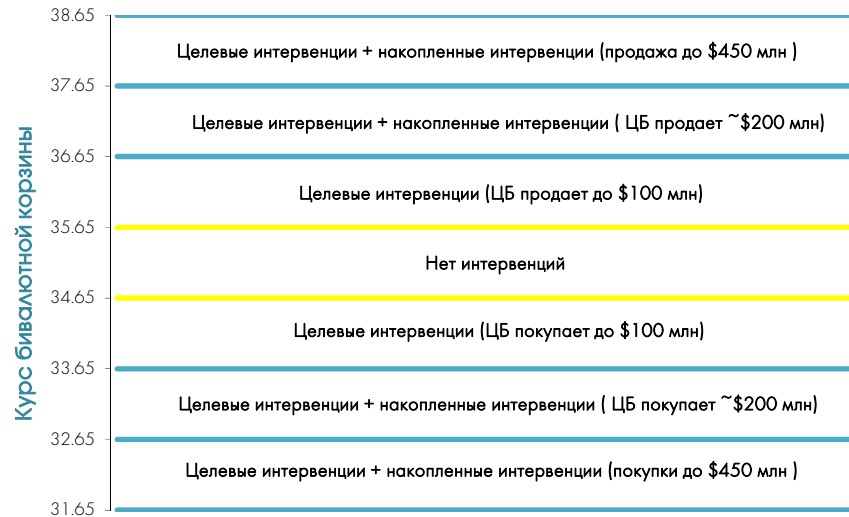 Курс бивалютной корзины
38.65
Целевые интервенции + накопленные интервенции (продажа до $450 млн )
37.65
Целевые интервенции + накопленные интервенции ( ЦБ продает ~$200 млн)
36.65
Целевые интервенции (ЦБ продает до $100 млн)
35.65
Нет интервенций
34.65
Целевые интервенции (ЦБ покупает до $100 млн)
33.65
Целевые интервенции + накопленные интервенции ( ЦБ покупает ~$200 млн)
32.65
Целевые интервенции + накопленные интервенции (покупки до $450 млн )
31.65